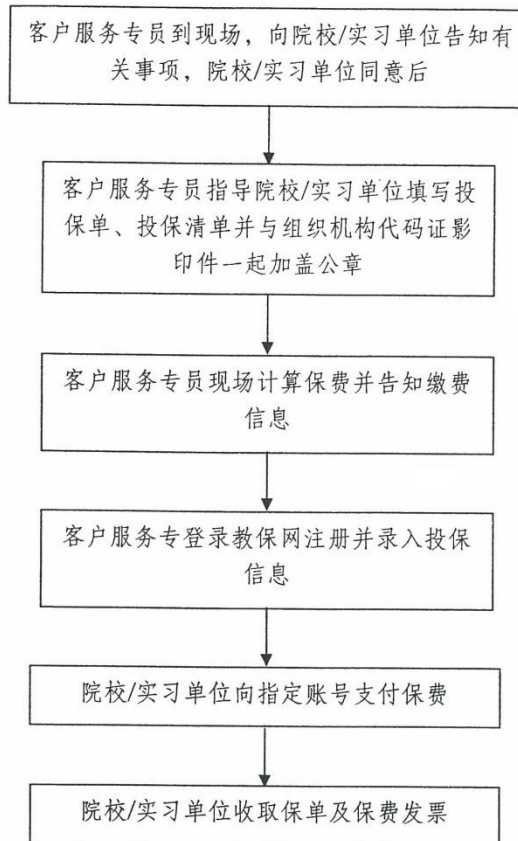 客户服务专员到现场，向院校/实习单位告知有
关事项，院校/实习单位同意后
客户服务专员指导院校/实习单位填写投
保单、投保清单并与组织机构代码证影
印件一起加盖公章
客户服务专员现场计算保费并告知缴费
信息
客户服务专登录教保网注册并录入投保
信息
院校/实习单位向指定账号支付保费
院校/实习单位收取保单及保费发票